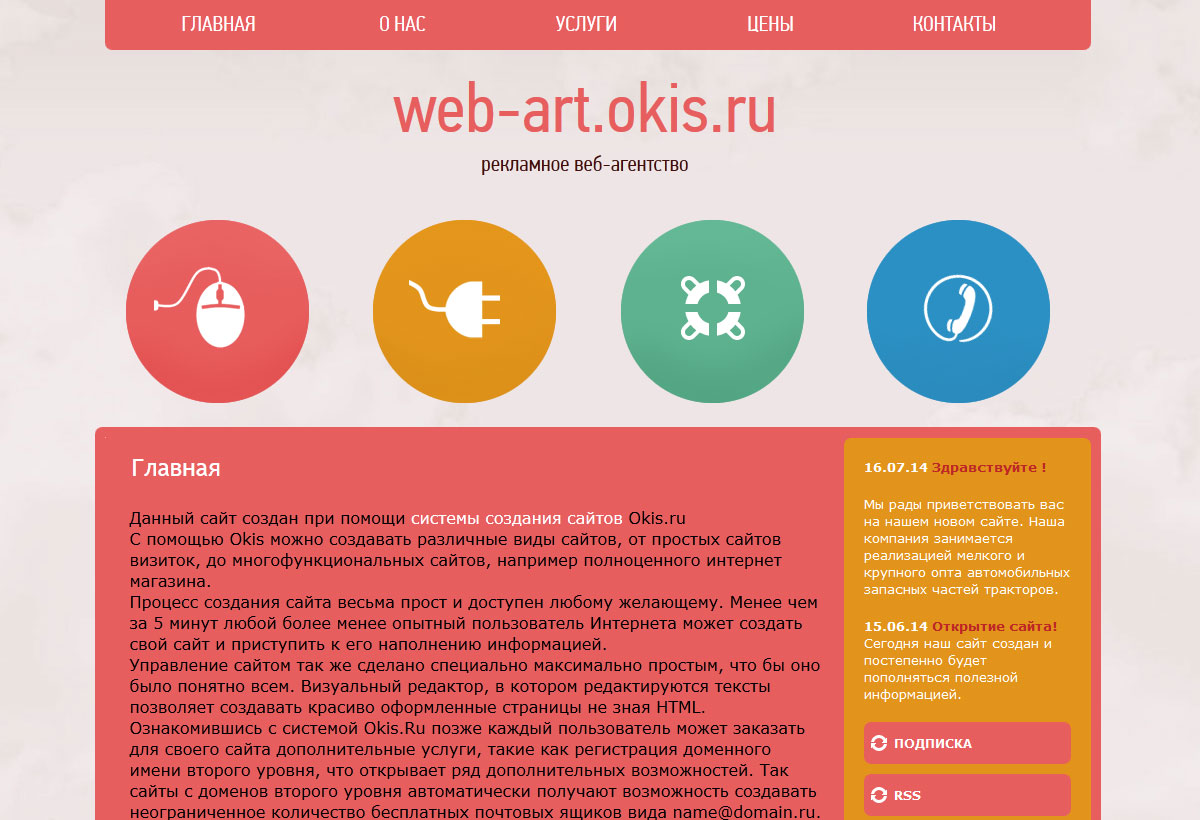 ГЛАВНАЯ О НАС УСЛУГИ ЦЕНЫ КОНТАКТЫ
web-art.okis.ru
рекламное веб-агентство
Главная
Данный сайт создан при помощи системы создания сайтов Okis.ru
С помощью Okis можно создавать различные виды сайтов, от простых сайтов
визиток, до многофункциональных сайтов, например полноценного интернет
магазина.
Процесс создания сайта весьма прост и доступен любому желающему. Менее чем
за 5 минут любой более менее опытный пользователь Интернета может создать
свой сайт и приступить к его наполнению информацией.
Управление сайтом так же сделано специально максимально простым, что бы оно
было понятно всем. Визуальный редактор, в котором редактируются тексты
позволяет создавать красиво оформленные страницы не зная HTML.
Ознакомившись с системой Okis.Ru позже каждый пользователь может заказать
для своего сайта дополнительные услуги, такие как регистрация доменного
имени второго уровня, что открывает ряд дополнительных возможностей. Так
сайты с доменов второго уровня автоматически получают возможность создавать
неограниченное количество бесплатных почтовых ящиков вида name@domain.ru.
16.07.14 Здравствуйте !
Мы рады приветствовать вас
на нашем новом сайте. Наша
компания занимается
реализацией мелкого и
крупного опта автомобильных
запасных частей тракторов.
15.06.14 Открытие сайта!
Сегодня наш сайт создан и
постепенно будет
пополняться полезной
информацией.
ПОДПИСКА
RSS